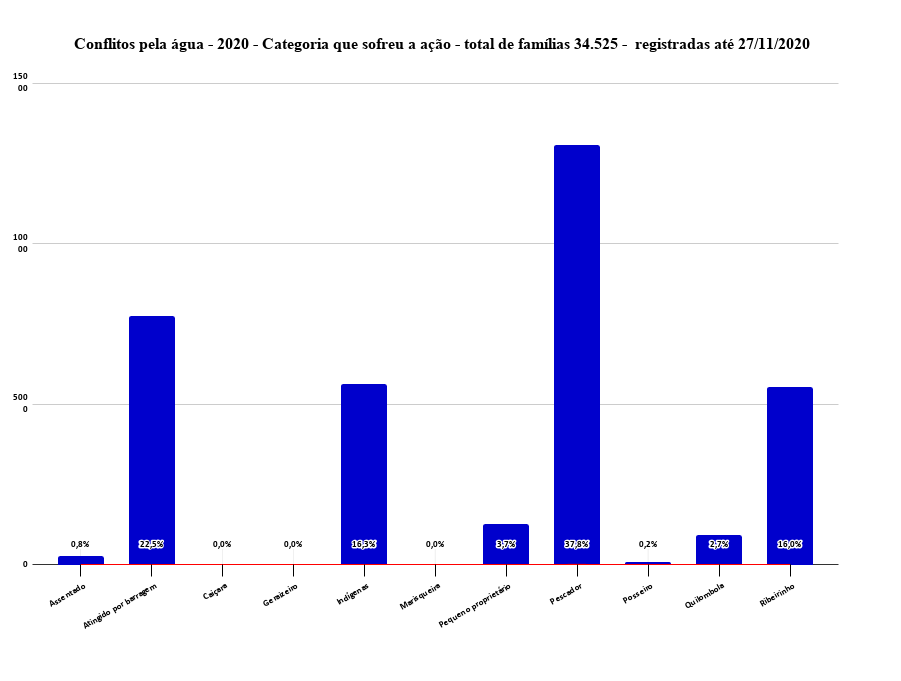 Conflitos pela água - 2020 - Categoria que sofreu a ação - total de famílias 34.525 - registradas até 27/11/2020
150
00
100
00
500
0
0
0,8%
22,5%
0,0%
0,0%
16,3%
0,0%
3,7%
37,8%
0,2%
2,7%
16,0%
Assentado
Atingido por barragem
Caiçara
Geraizeiro
Indígenas
Marisqueira
Pequeno proprietário
Pescador
Posseiro
Quilombola
Ribeirinho